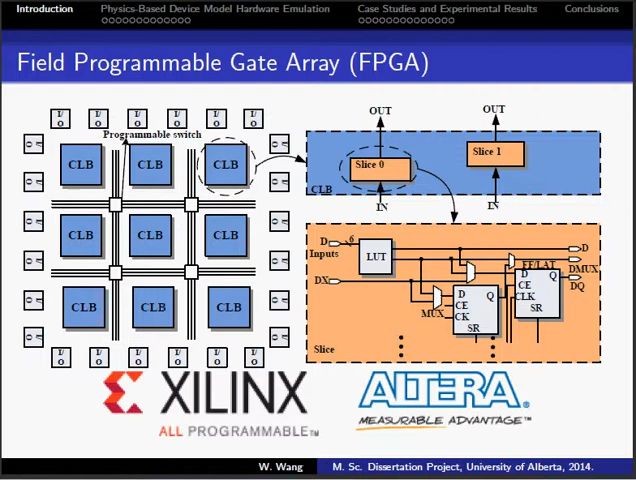 Introduction Physics-Based Device Model Hardware Emulation Case Studies and Experimental Results Conclusions
Field Programmable Gate Array (FPGA)
I/O I/O I/O I/O I/O I/O
Programmable switch
I/O CLB CLB CLB I/O
I/O I/O
I/O CLB CLB CLB I/O
I/O I/O
I/O CLB CLB CLB I/O
I/O I/O I/O I/O I/O I/O
OUT OUT
Slice 0 Slice 1
CLB
IN IN
D 6
Inputs
LUT
D
DMUX
DQ
DX
MUX
D Q
CE
CK
SR
FF/LAT
D Q
CE
CLK
SR
Slice
XILINX
ALL PROGRAMMABLE™
ALTERA®
MEASURABLE ADVANTAGE™
W. Wang M. Sc. Dissertation Project, University of Alberta, 2014.